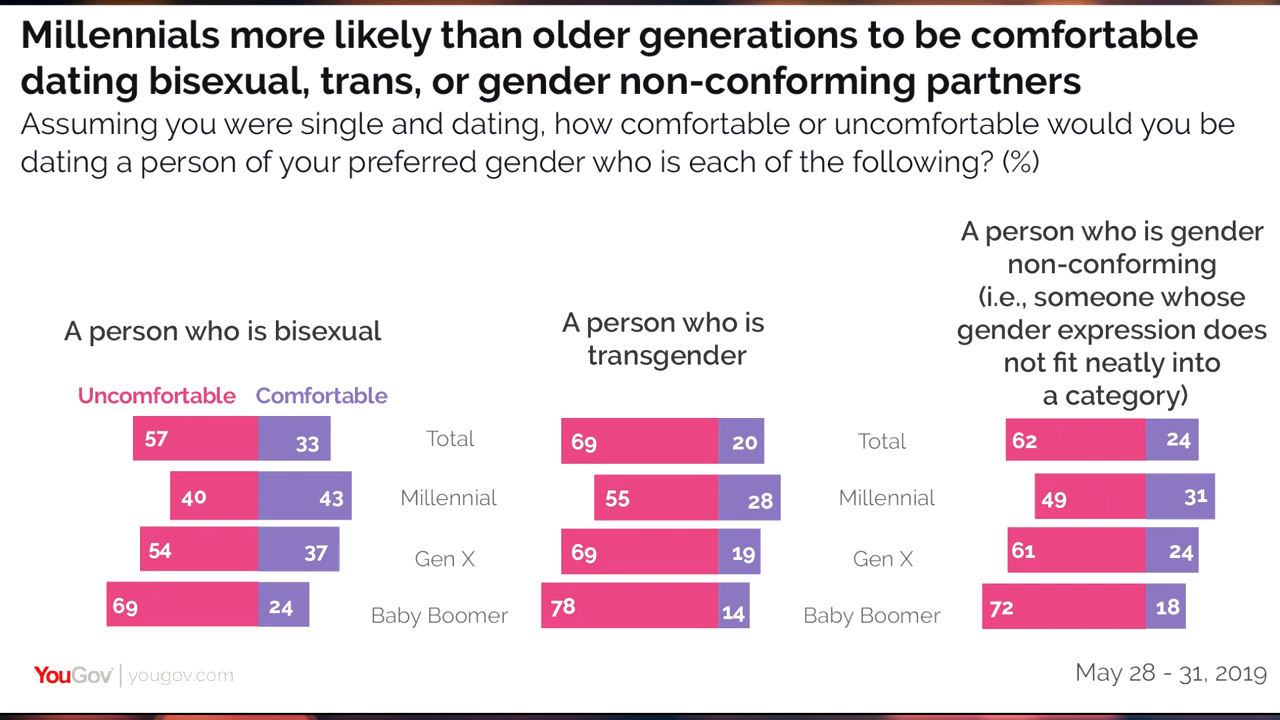 Millennials more likely than older generations to be comfortable
dating bisexual, trans, or gender non-conforming partners
Assuming you were single and dating, how comfortable or uncomfortable would you be
dating a person of your preferred gender who is each of the following? (%)
A person who is bisexual
Uncomfortable Comfortable
57 33 Total
40 43 Millennial
54 37 Gen X
69 24 Baby Boomer
A person who is
transgender
69 20 Total
55 28 Millennial
69 19 Gen X
78 14 Baby Boomer
A person who is gender
non-conforming
(i.e., someone whose
gender expression does
not fit neatly into
a category)
62 24
49 31
61 24
72 18
YouGov | yougov.com
May 28 - 31, 2019